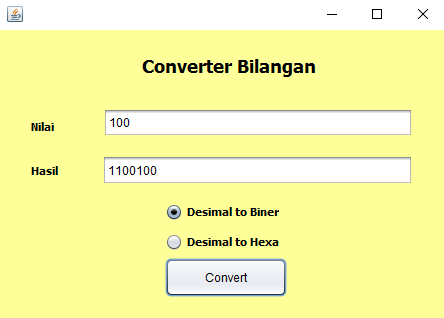 Converter Bilangan
Nilai
100
Hasil
1100100
Desimal to Biner
Desimal to Hexa
Convert